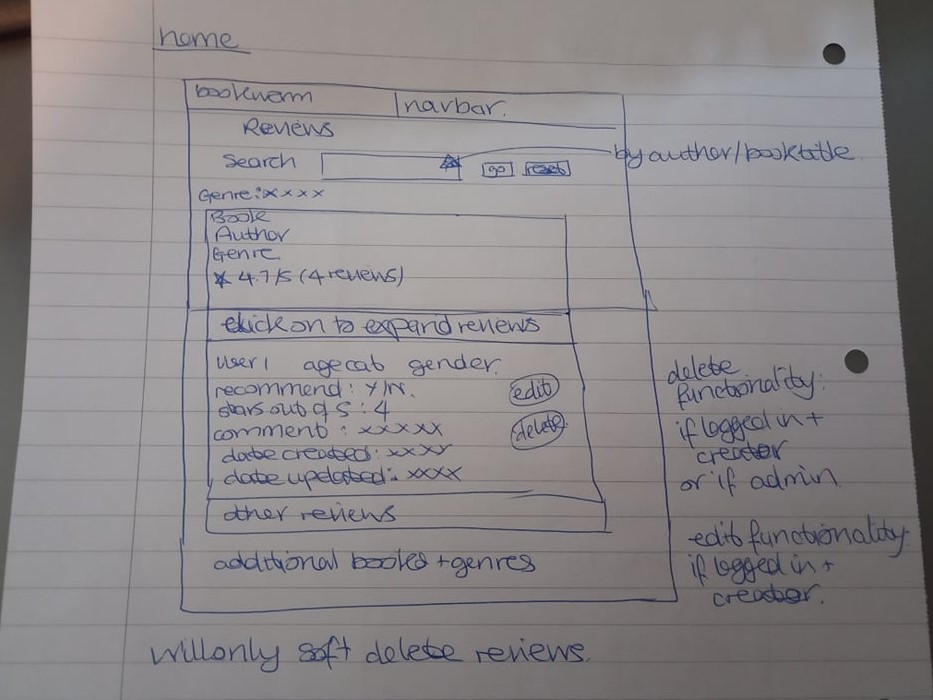 home
bookworm navbar.
Reviews
Search go reset by author/booktitle
Genre: xxxx
Book
Author
Genre
4.7/5 (4 reviews)
click on to expand reviews
user1 agecat gender.
recommend: Y/N. edit
stars out of 5 : 4
comment : xxxxx delete
date created: xxxx
date updated: xxxx
other reviews
additional books + genres
delete
functionality:
if logged in +
creator
or if admin
edit functionality
if logged in +
creator.
will only soft delete reviews.